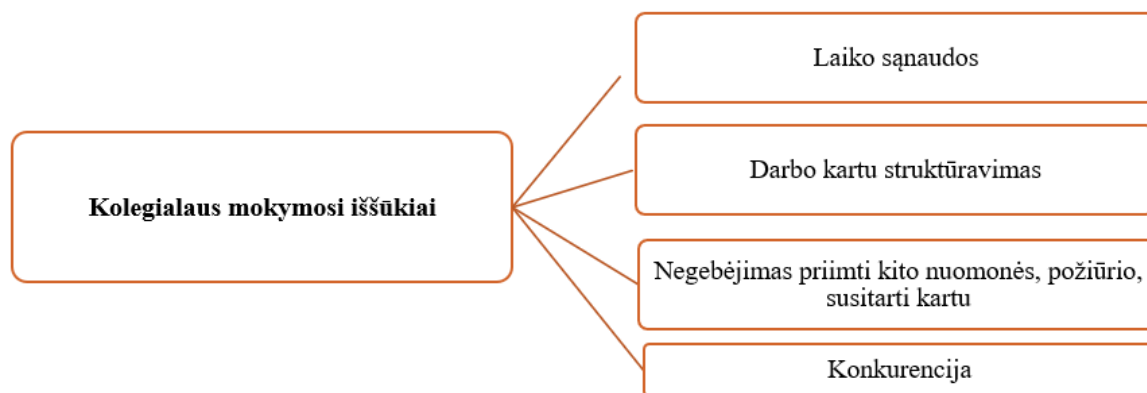 Laiko sąnaudos
Darbo kartu struktūravimas
Kolegialaus mokymosi iššūkiai
Negebėjimas priimti kito nuomonės, požiūrio,
susitarti kartu
Konkurencija